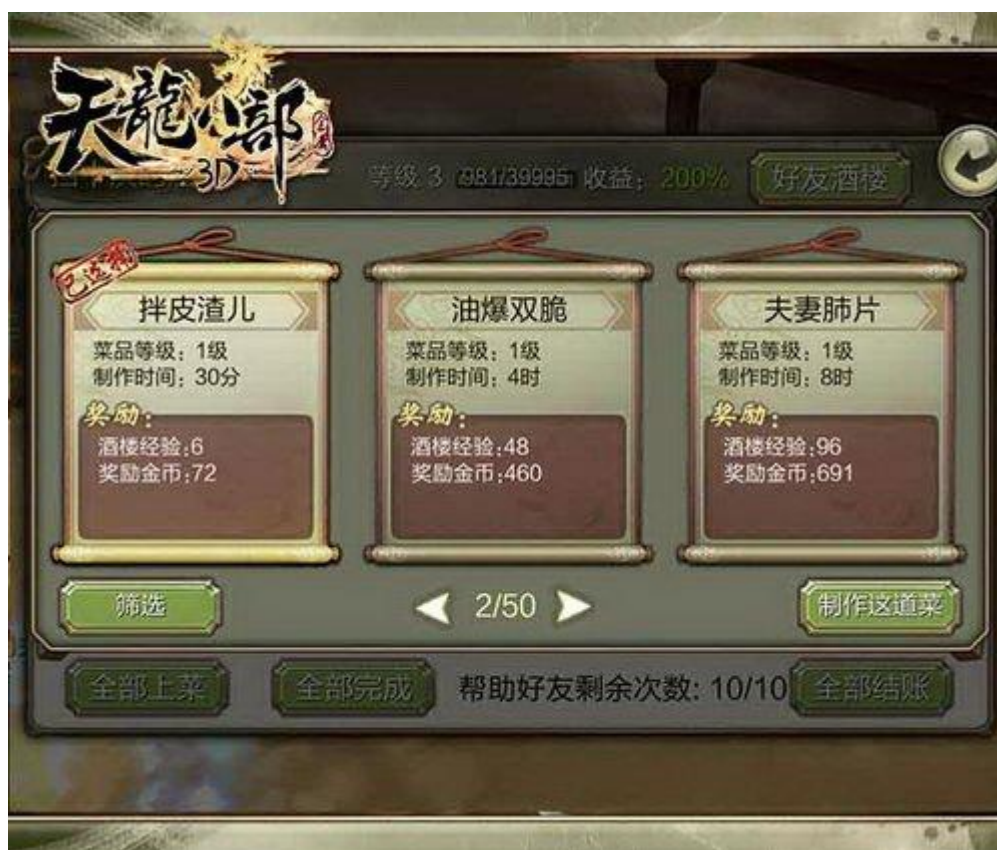 天龍八部
3D
等级 3 981/39995 收益：200% 好友酒楼
已选择
拌皮渣儿
菜品等级：1级
制作时间：30分
奖励：
酒楼经验:6
奖励金币:72
油爆双脆
菜品等级：1级
制作时间：4时
奖励：
酒楼经验:48
奖励金币:460
夫妻肺片
菜品等级：1级
制作时间：8时
奖励：
酒楼经验:96
奖励金币:691
筛选 2/50 制作这道菜
全部上菜 全部完成 帮助好友剩余次数: 10/10 全部结账